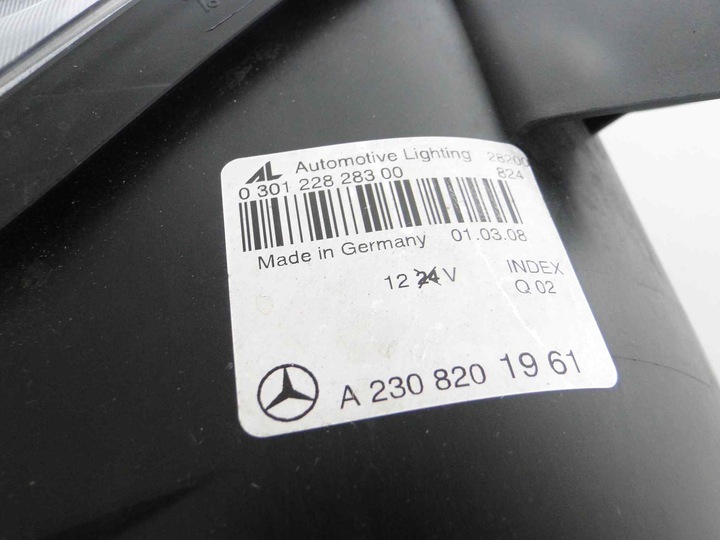 AL Automotive Lighting 28200
0 301 228 283 00 824
Made in Germany 01.03.08
12 24 V INDEX
Q 02
A 230 820 19 61